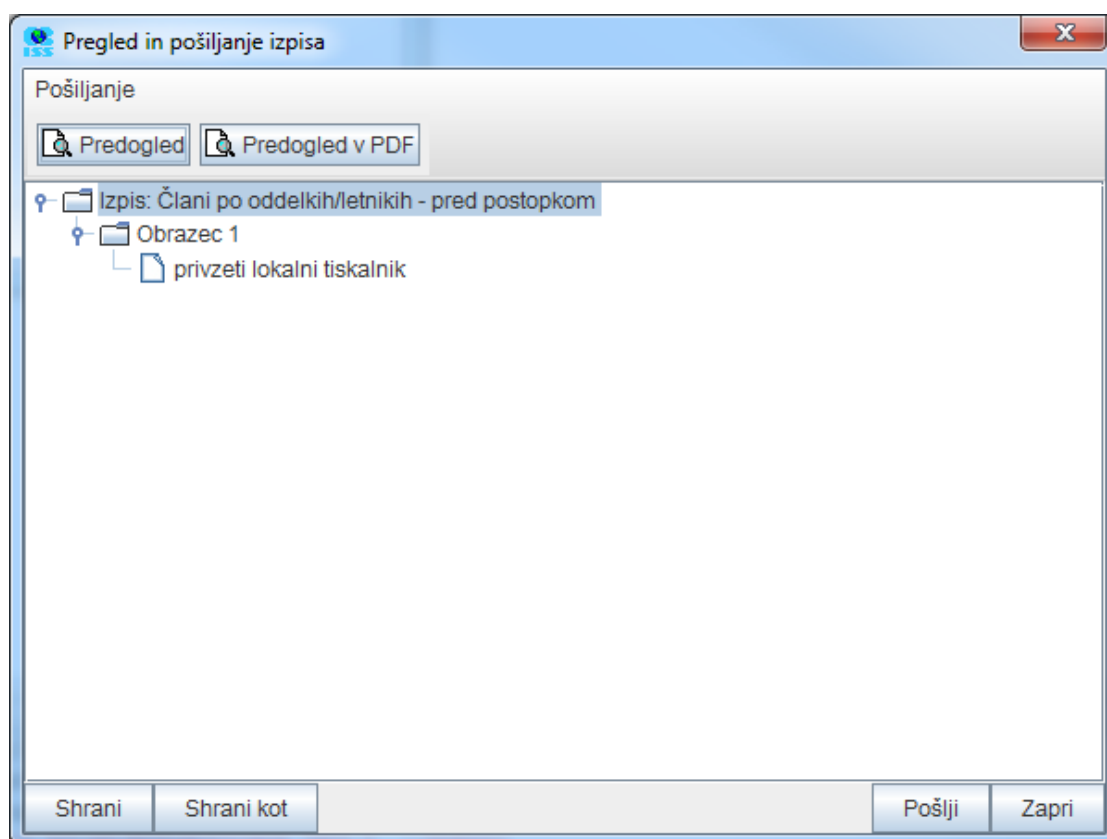 ISS Pregled in pošiljanje izpisa
Pošiljanje
Predogled Predogled v PDF
Izpis: Člani po oddelkih/letnikih - pred postopkom
Obrazec 1
privzeti lokalni tiskalnik
Shrani Shrani kot Pošlji Zapri